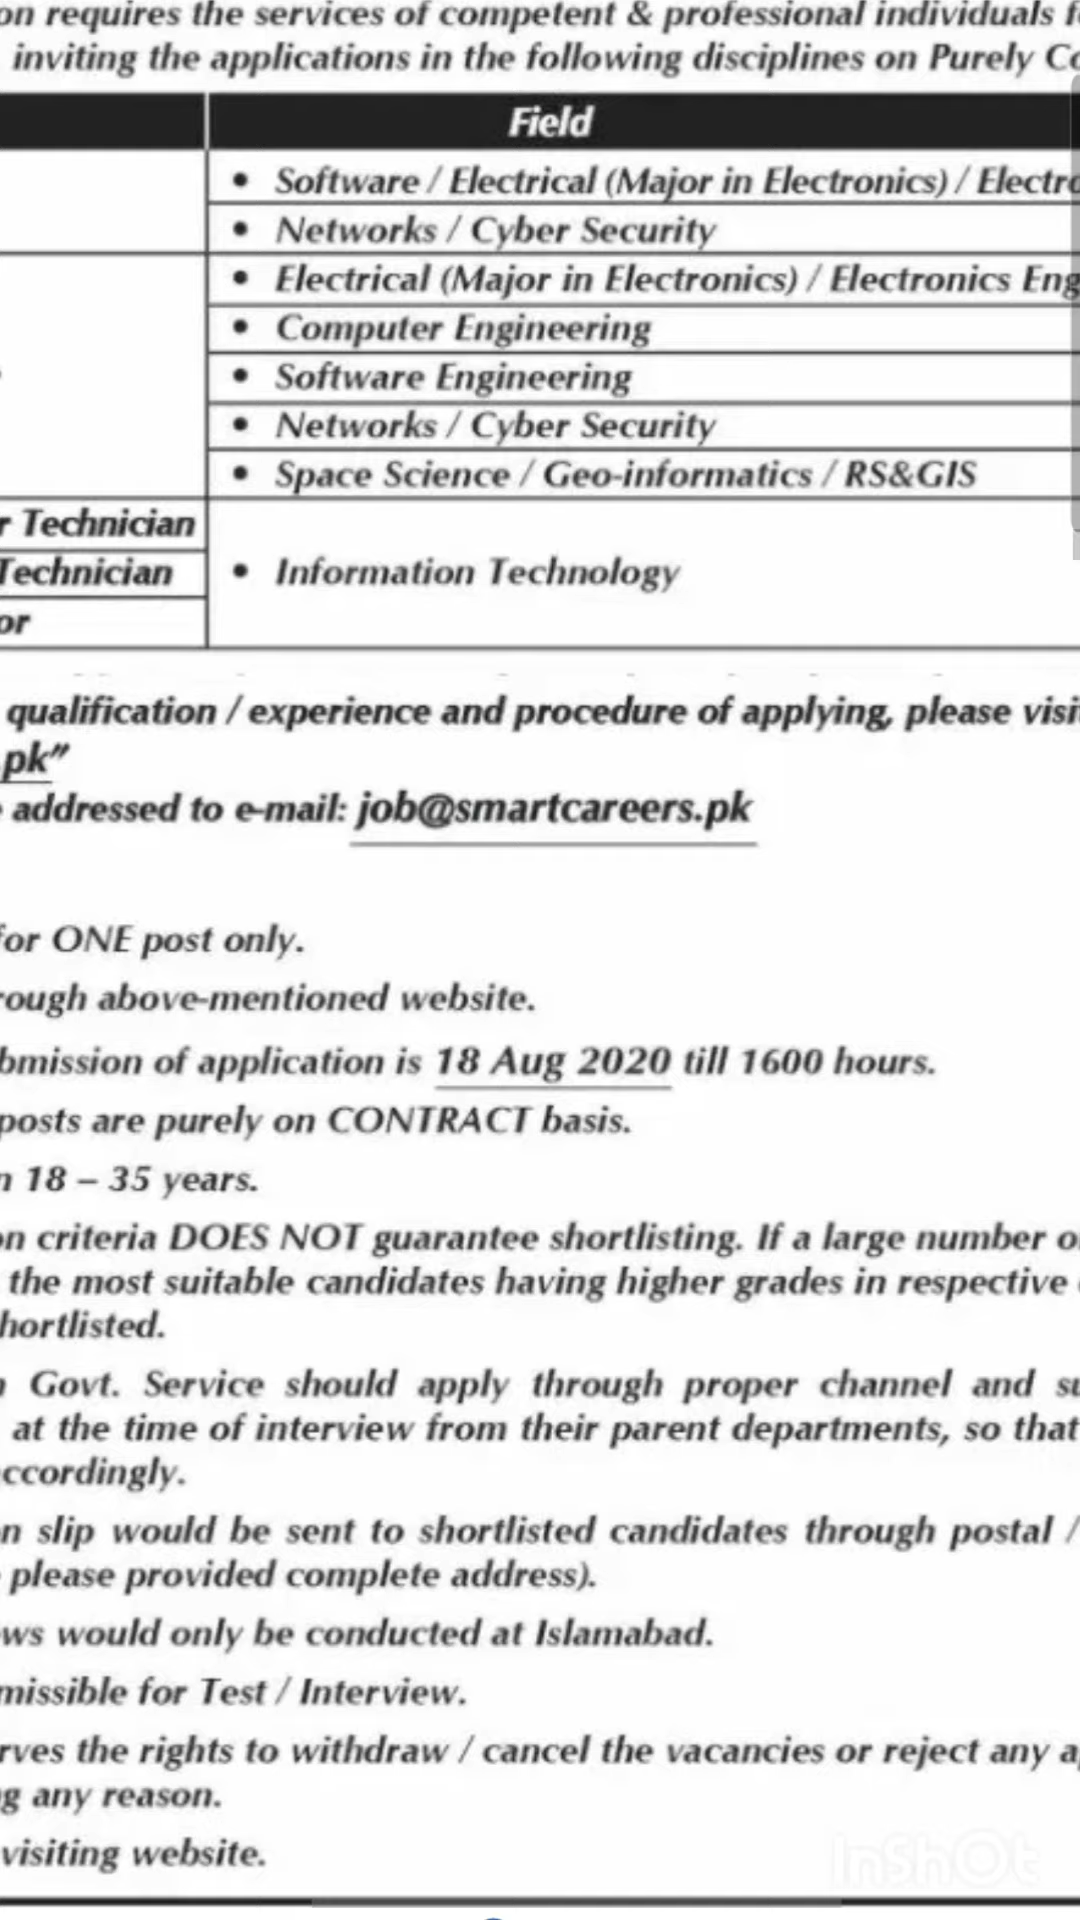 on requires the services of competent & professional individuals f
inviting the applications in the following disciplines on Purely Co
Field
• Software / Electrical (Major in Electronics) / Electro
• Networks / Cyber Security
• Electrical (Major in Electronics) / Electronics Eng
• Computer Engineering
• Software Engineering
• Networks / Cyber Security
• Space Science / Geo-informatics / RS&GIS
r Technician
Technician
• Information Technology
or
qualification / experience and procedure of applying, please visi
pk”
addressed to e-mail: job@smartcareers.pk
for ONE post only.
rough above-mentioned website.
bmission of application is 18 Aug 2020 till 1600 hours.
posts are purely on CONTRACT basis.
n 18 – 35 years.
on criteria DOES NOT guarantee shortlisting. If a large number o
the most suitable candidates having higher grades in respective
hortlisted.
n Govt. Service should apply through proper channel and su
at the time of interview from their parent departments, so that
ccordingly.
n slip would be sent to shortlisted candidates through postal /
please provided complete address).
ws would only be conducted at Islamabad.
missible for Test / Interview.
rves the rights to withdraw / cancel the vacancies or reject any a
g any reason.
visiting website.
InShOt